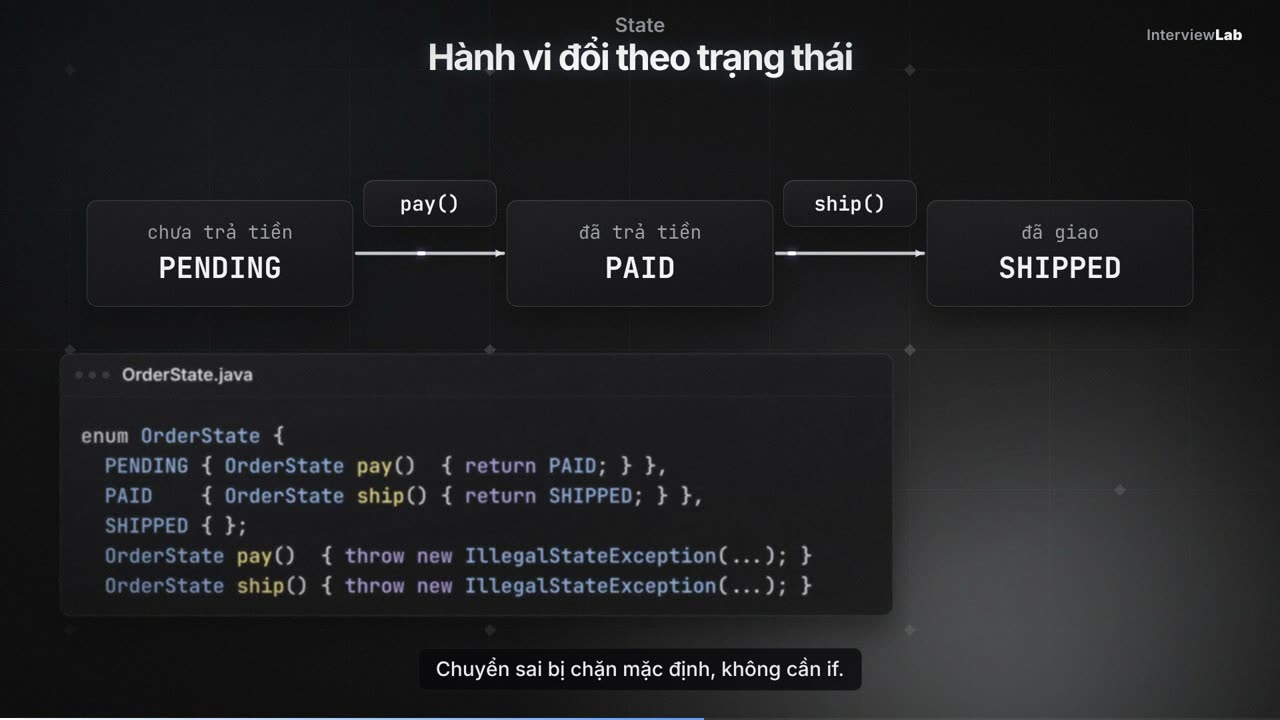 State
Hành vi đổi theo trạng thái
InterviewLab
chưa trả tiền
PENDING
pay()
đã trả tiền
PAID
ship()
đã giao
SHIPPED
OrderState.java
enum OrderState {
  PENDING { OrderState pay()  { return PAID; } },
  PAID    { OrderState ship() { return SHIPPED; } },
  SHIPPED { };
  OrderState pay()  { throw new IllegalStateException(...); }
  OrderState ship() { throw new IllegalStateException(...); }
Chuyển sai bị chặn mặc định, không cần if.